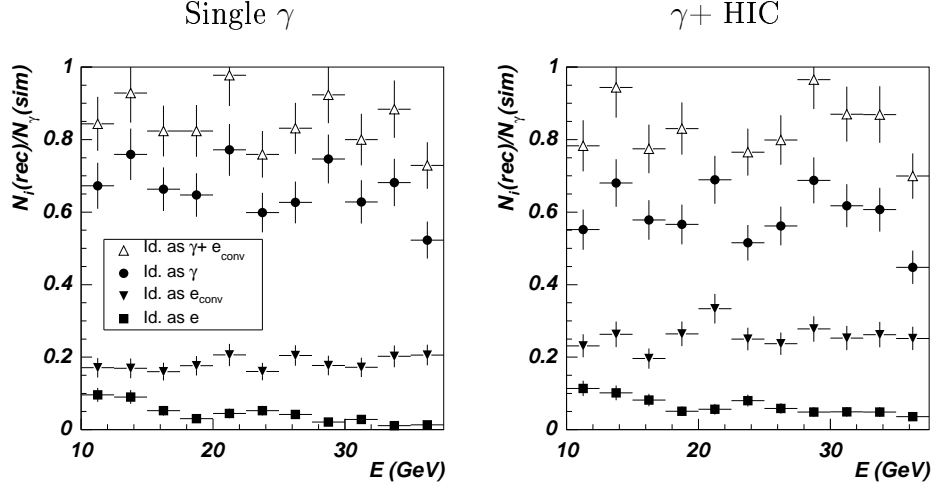 Single γ
γ+ HIC
N_i(rec)/N_γ(sim)
1
0.8
0.6
0.4
0.2
0
Id. as γ+ e_conv
Id. as γ
Id. as e_conv
Id. as e
10
20
30
E (GeV)
N_i(rec)/N_γ(sim)
1
0.8
0.6
0.4
0.2
0
10
20
30
E (GeV)